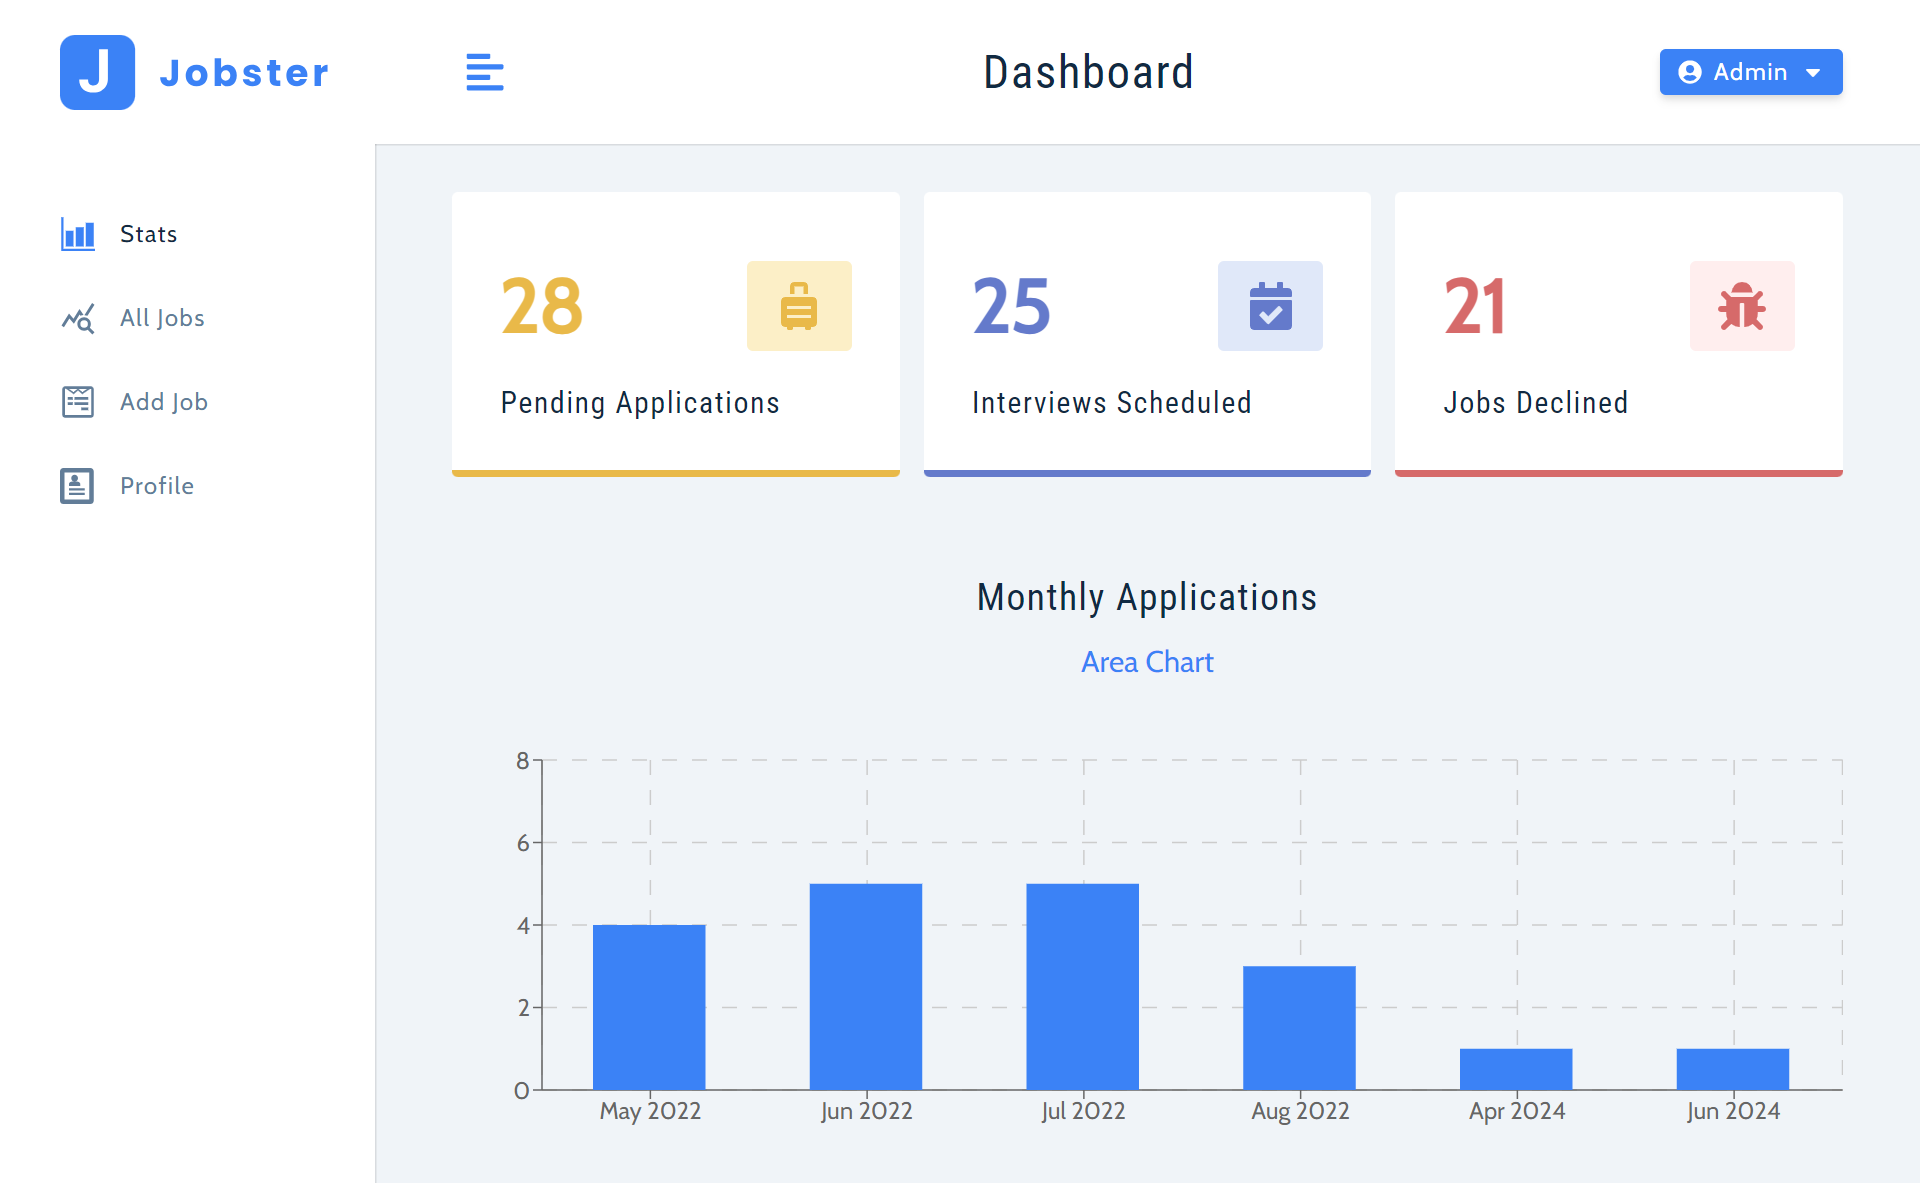 J Jobster
Dashboard
Admin
Stats
All Jobs
Add Job
Profile
28
Pending Applications
25
Interviews Scheduled
21
Jobs Declined
Monthly Applications
Area Chart
8
6
4
2
0
May 2022 Jun 2022 Jul 2022 Aug 2022 Apr 2024 Jun 2024